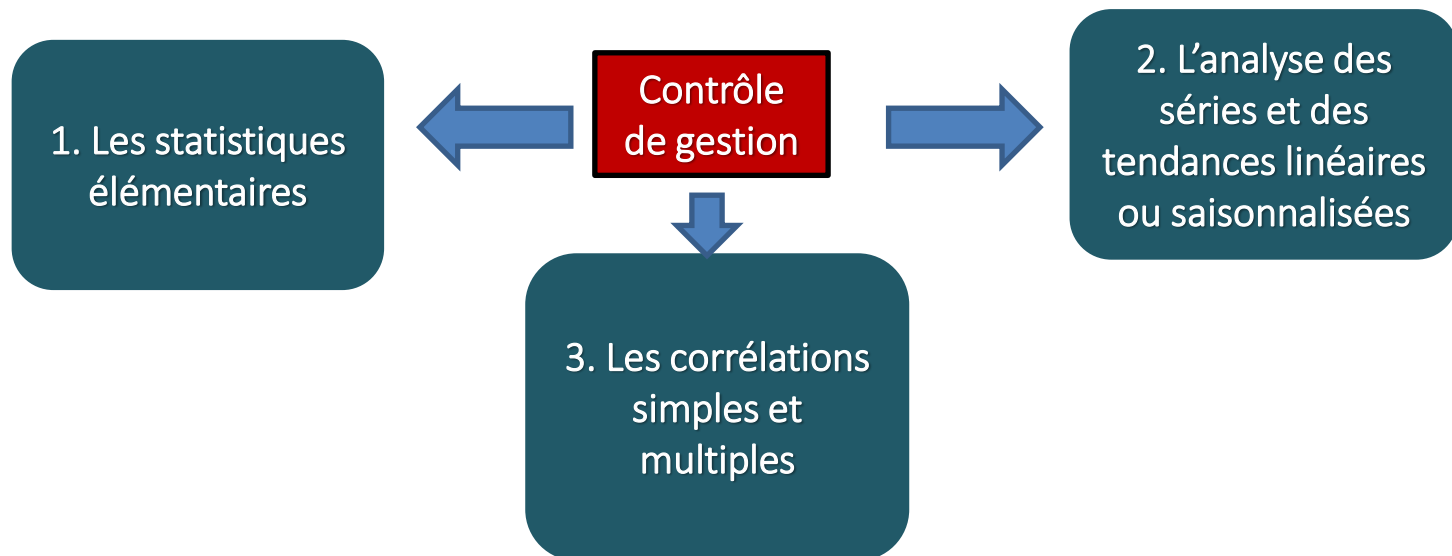 Contrôle
de gestion
1. Les statistiques
élémentaires
2. L’analyse des
séries et des
tendances linéaires
ou saisonnalisées
3. Les corrélations
simples et
multiples